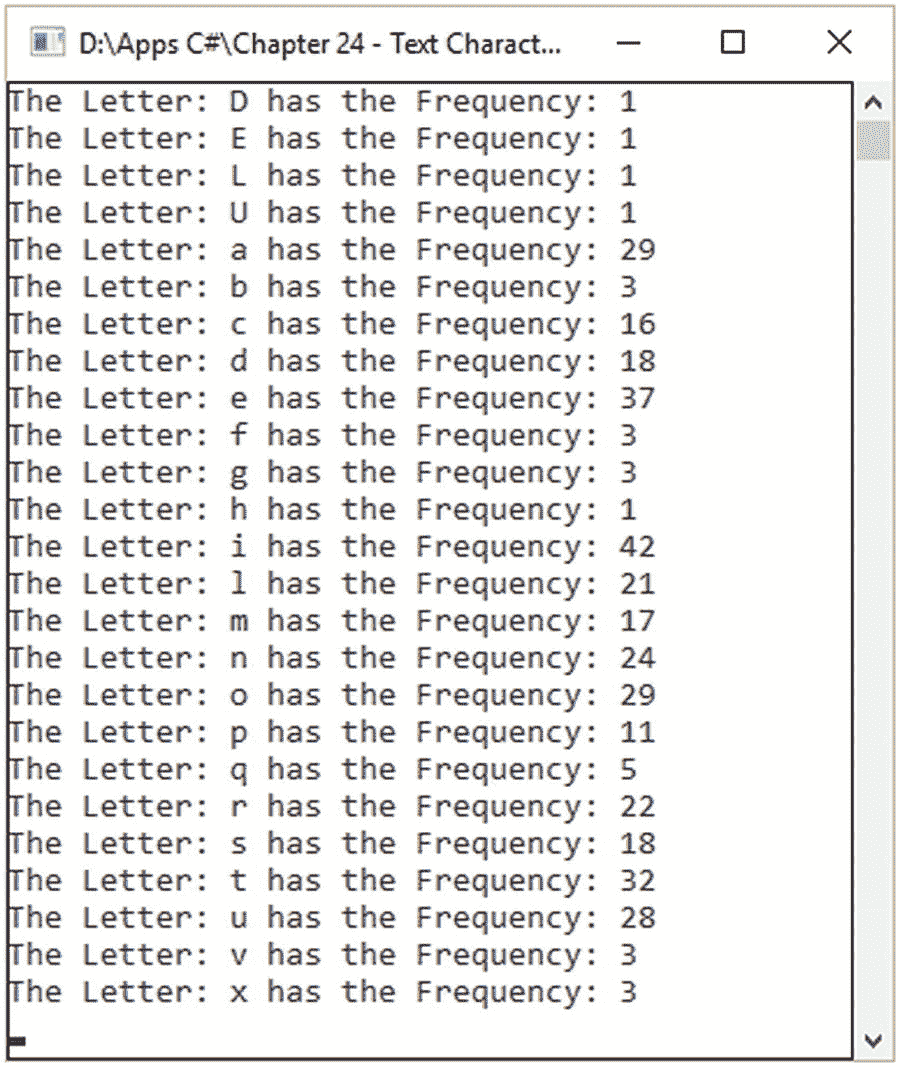 D:\Apps C#\Chapter 24 - Text Charact...
The Letter: D has the Frequency: 1
The Letter: E has the Frequency: 1
The Letter: L has the Frequency: 1
The Letter: U has the Frequency: 1
The Letter: a has the Frequency: 29
The Letter: b has the Frequency: 3
The Letter: c has the Frequency: 16
The Letter: d has the Frequency: 18
The Letter: e has the Frequency: 37
The Letter: f has the Frequency: 3
The Letter: g has the Frequency: 3
The Letter: h has the Frequency: 1
The Letter: i has the Frequency: 42
The Letter: l has the Frequency: 21
The Letter: m has the Frequency: 17
The Letter: n has the Frequency: 24
The Letter: o has the Frequency: 29
The Letter: p has the Frequency: 11
The Letter: q has the Frequency: 5
The Letter: r has the Frequency: 22
The Letter: s has the Frequency: 18
The Letter: t has the Frequency: 32
The Letter: u has the Frequency: 28
The Letter: v has the Frequency: 3
The Letter: x has the Frequency: 3